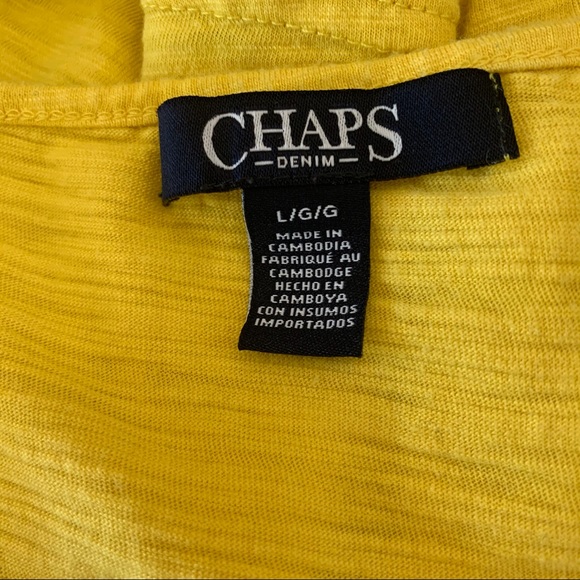 CHAPS
DENIM
L/G/G
MADE IN
CAMBODIA
FABRIQUÉ AU
CAMBODGE
HECHO EN
CAMBOYA
CON INSUMOS
IMPORTADOS